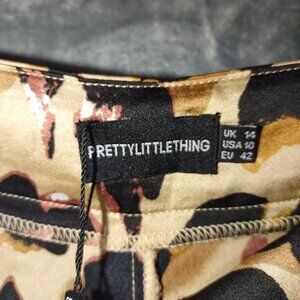 PRETTYLITTLETHING
UK 14
USA 10
EU 42